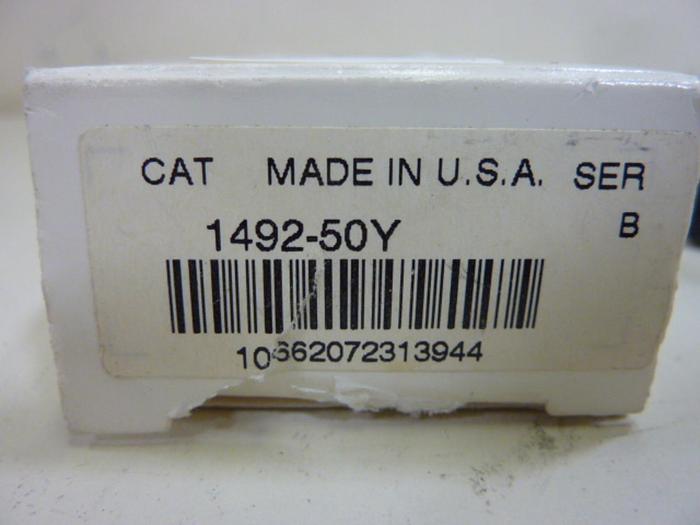 CAT MADE IN U.S.A. SER
1492-50Y B
10662072313944